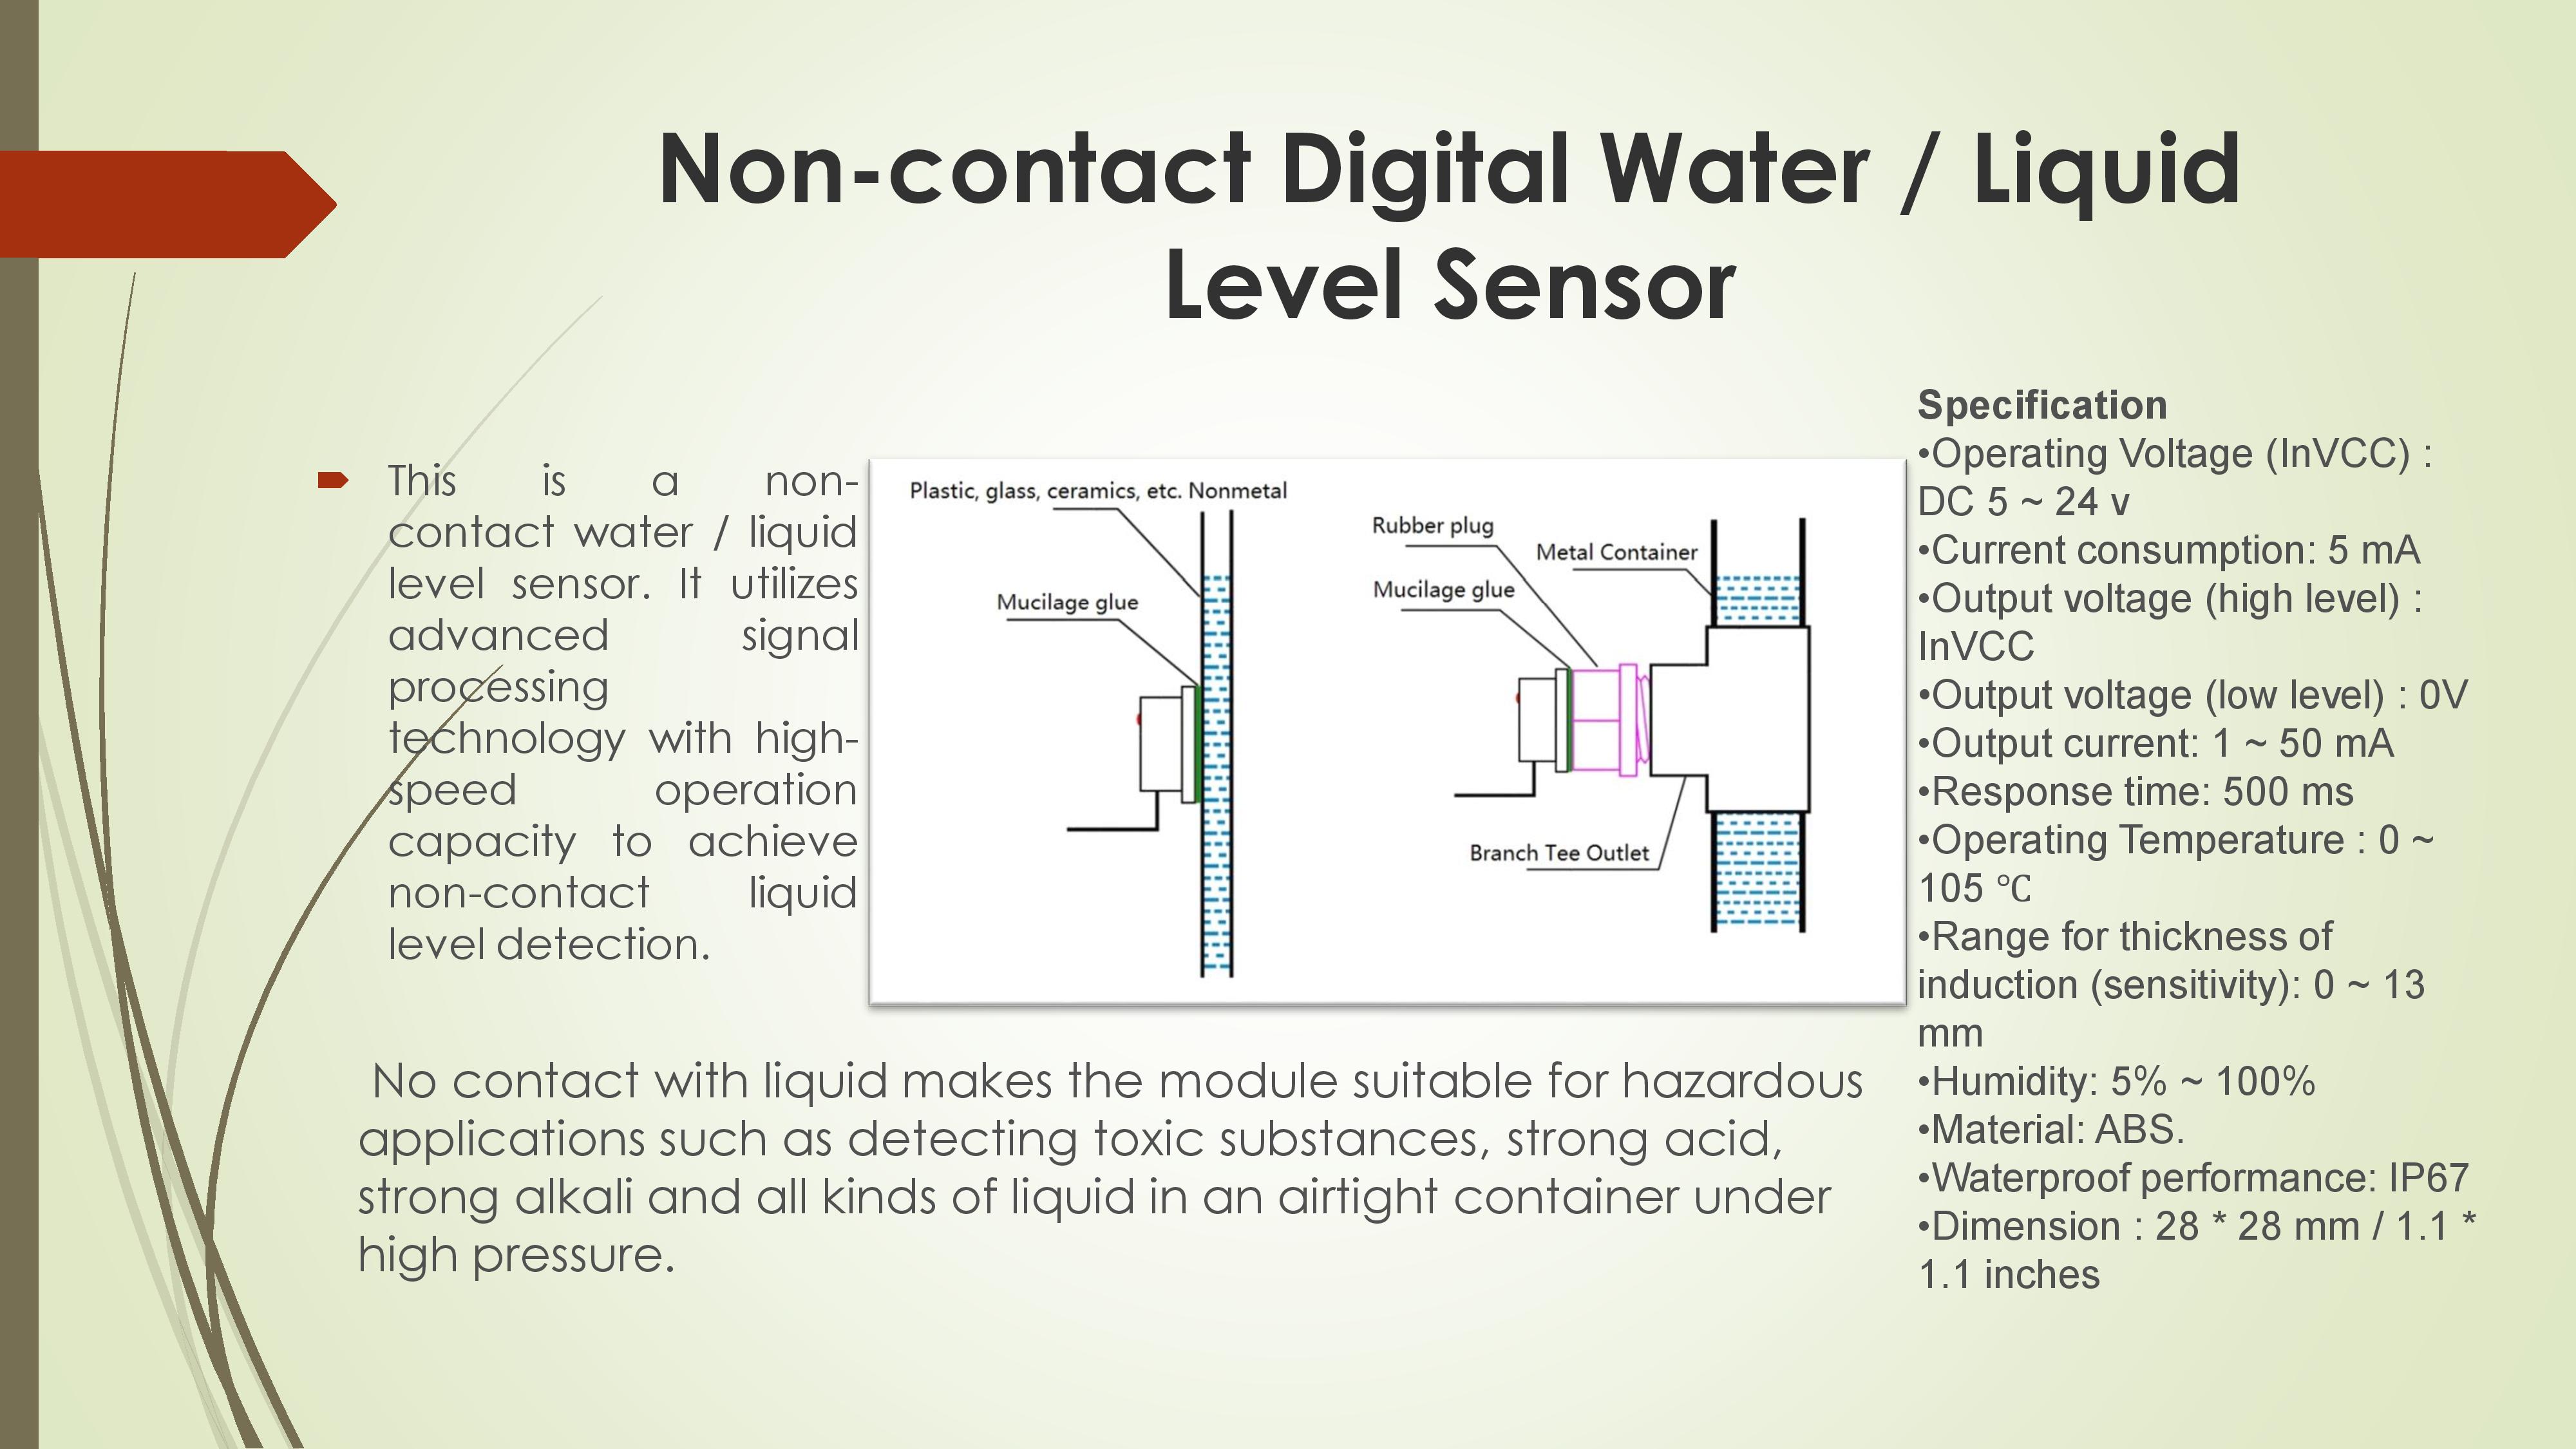 Non-contact Digital Water / Liquid
Level Sensor
This is a non-
contact water / liquid
level sensor. It utilizes
advanced signal
processing
technology with high-
speed operation
capacity to achieve
non-contact liquid
level detection.
Plastic, glass, ceramics, etc. Nonmetal
Mucilage glue
Rubber plug
Metal Container
Mucilage glue
Branch Tee Outlet
No contact with liquid makes the module suitable for hazardous
applications such as detecting toxic substances, strong acid,
strong alkali and all kinds of liquid in an airtight container under
high pressure.
Specification
•Operating Voltage (InVCC) :
DC 5 ~ 24 v
•Current consumption: 5 mA
•Output voltage (high level) :
InVCC
•Output voltage (low level) : 0V
•Output current: 1 ~ 50 mA
•Response time: 500 ms
•Operating Temperature : 0 ~
105 ℃
•Range for thickness of
induction (sensitivity): 0 ~ 13
mm
•Humidity: 5% ~ 100%
•Material: ABS.
•Waterproof performance: IP67
•Dimension : 28 * 28 mm / 1.1 *
1.1 inches